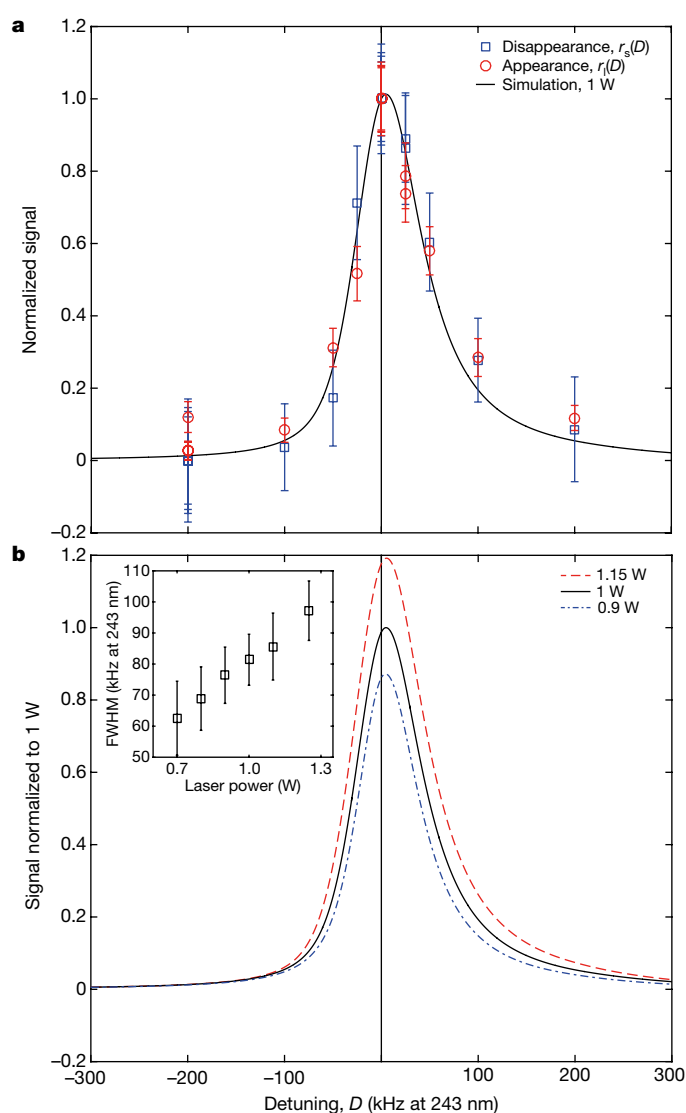 a
1.2
1.0
0.8
0.6
0.4
0.2
0
−0.2
Normalized signal
Disappearance, rs(D)
Appearance, rl(D)
Simulation, 1 W
b
1.2
1.0
0.8
0.6
0.4
0.2
0
−0.2
Signal normalized to 1 W
1.15 W
1 W
0.9 W
110
100
90
80
70
60
50
FWHM (kHz at 243 nm)
0.7 1.0 1.3
Laser power (W)
−300 −200 −100 0 100 200 300
Detuning, D (kHz at 243 nm)